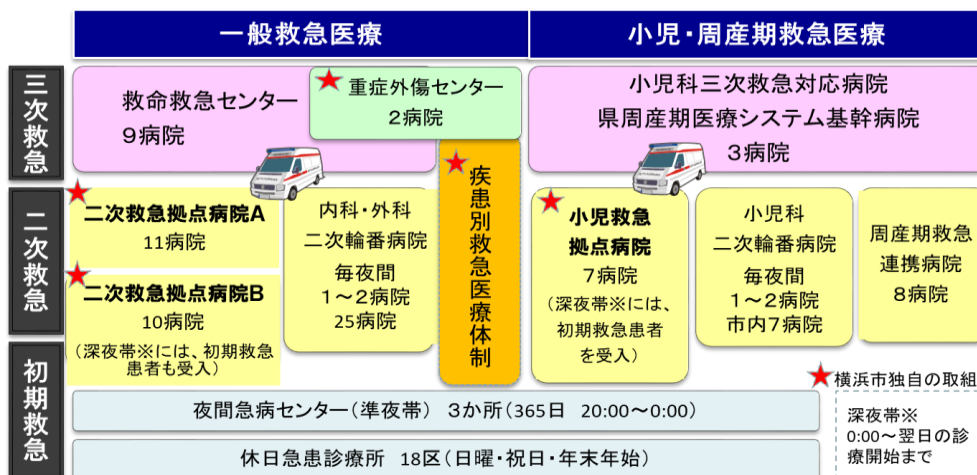 一般救急医療
小児・周産期救急医療
三次救急
救命救急センター
9病院
★
重症外傷センター
2病院
小児科三次救急対応病院
県周産期医療システム基幹病院
3病院
二次救急
★
二次救急拠点病院A
11病院
★
二次救急拠点病院B
10病院
(深夜帯※には、初期救急
患者も受入)
内科・外科
二次輪番病院
毎夜間
1〜2病院
25病院
★
疾患別救急医療体制
★
小児救急
拠点病院
7病院
(深夜帯※には、
初期救急患者
を受入)
小児科
二次輪番病院
毎夜間
1〜2病院
市内7病院
周産期救急
連携病院
8病院
初期救急
夜間急病センター(準夜帯) 3か所(365日 20:00〜0:00)
休日急患診療所 18区(日曜・祝日・年末年始)
★横浜市独自の取組
深夜帯※
0:00〜翌日の診
療開始まで